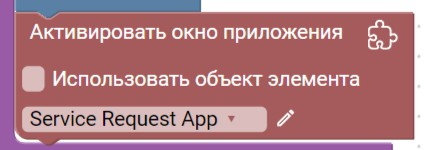 Активировать окно приложения
Использовать объект элемента
Service Request App